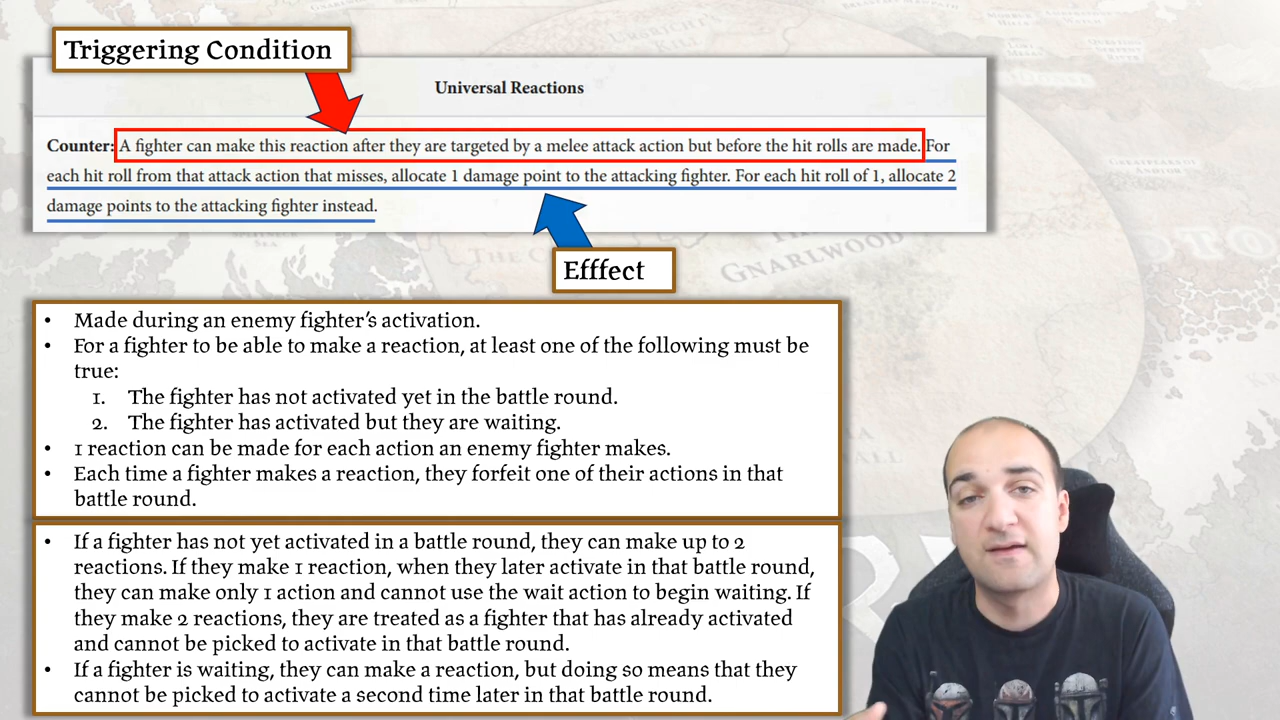 Triggering Condition
Universal Reactions
Counter: A fighter can make this reaction after they are targeted by a melee attack action but before the hit rolls are made. For
each hit roll from that attack action that misses, allocate 1 damage point to the attacking fighter. For each hit roll of 1, allocate 2
damage points to the attacking fighter instead.
Efffect
GNARLWOOD
• Made during an enemy fighter's activation.
• For a fighter to be able to make a reaction, at least one of the following must be
true:
1. The fighter has not activated yet in the battle round.
2. The fighter has activated but they are waiting.
• 1 reaction can be made for each action an enemy fighter makes.
• Each time a fighter makes a reaction, they forfeit one of their actions in that
battle round.
• If a fighter has not yet activated in a battle round, they can make up to 2
reactions. If they make 1 reaction, when they later activate in that battle round,
they can make only 1 action and cannot use the wait action to begin waiting. If
they make 2 reactions, they are treated as a fighter that has already activated
and cannot be picked to activate in that battle round.
• If a fighter is waiting, they can make a reaction, but doing so means that they
cannot be picked to activate a second time later in that battle round.